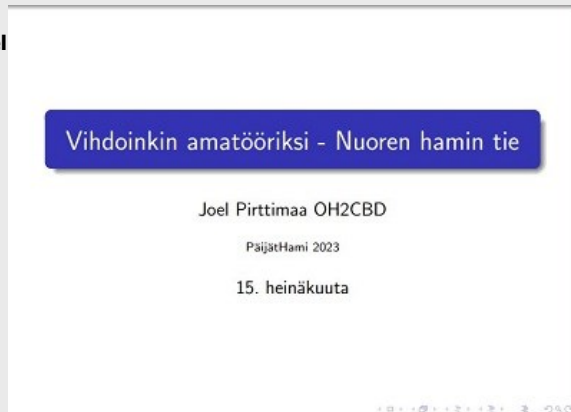 Vihdoinkin amatööriksi - Nuoren hamin tie
Joel Pirttimaa OH2CBD
PäijätHami 2023
15. heinäkuuta